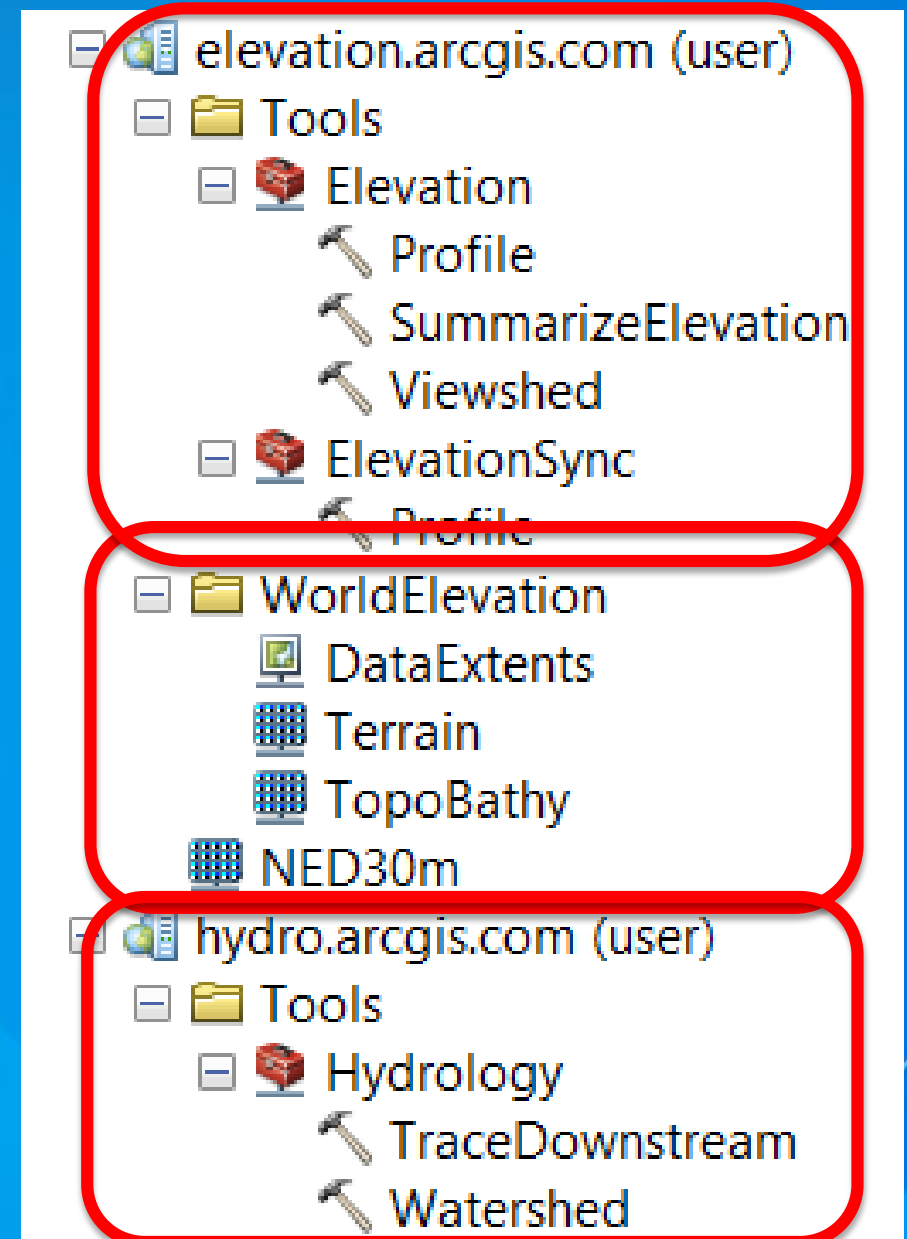 elevation.arcgis.com (user)
Tools
Elevation
Profile
SummarizeElevation
Viewshed
ElevationSync
Profile
WorldElevation
DataExtents
Terrain
TopoBathy
NED30m
hydro.arcgis.com (user)
Tools
Hydrology
TraceDownstream
Watershed